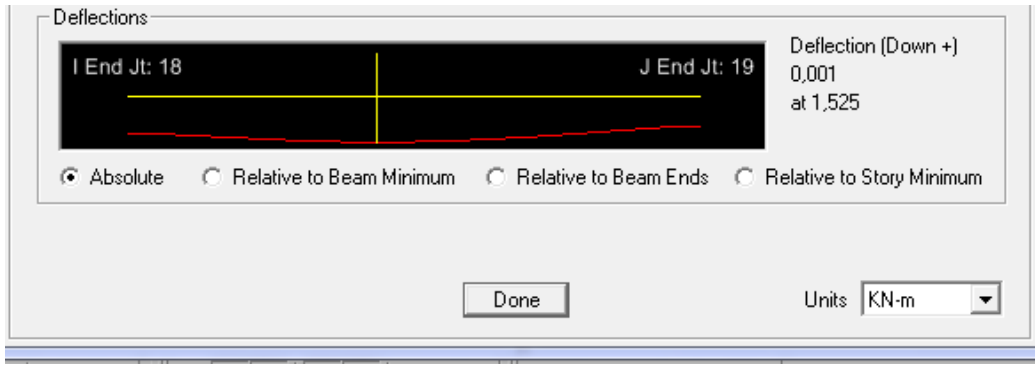 Deflections
I End Jt: 18
J End Jt: 19
Deflection (Down +)
0,001
at 1,525
Absolute
Relative to Beam Minimum
Relative to Beam Ends
Relative to Story Minimum
Done
Units
KN-m